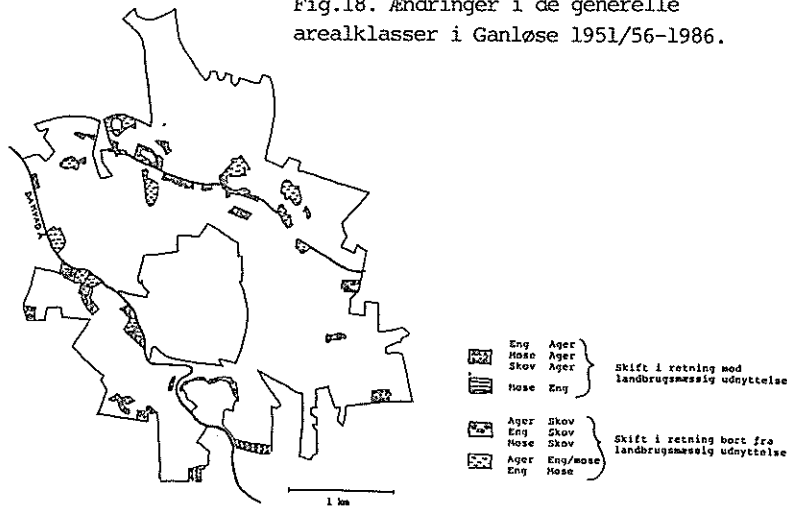 Fig.18. Ændringer i de generelle
arealklasser i Ganløse 1951/56-1986.
DAMVAD Å
Eng Ager
Mose Ager
Skov Ager
Skift i retning mod
landbrugsmæssig udnyttelse
Mose Eng
Ager Skov
Eng Skov
Mose Skov
Skift i retning bort fra
landbrugsmæssig udnyttelse
Ager Eng/mose
Eng Mose
1 km